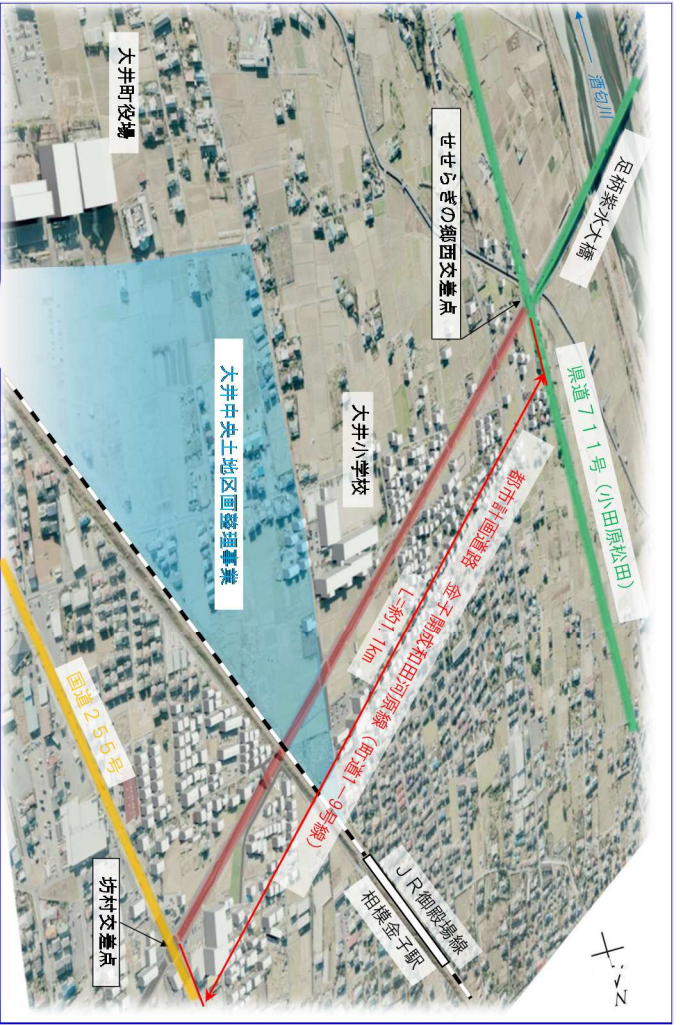 酒匂川
足柄紫水大橋
県道711号（小田原松田）
せせらぎの郷西交差点
大井町役場
都市計画道路　金子開成和田河原線（町道1－9号線）
L=約1.1km
大井小学校
大井中央土地区画整理事業
JR御殿場線
相模金子駅
国道255号
坊村交差点
N